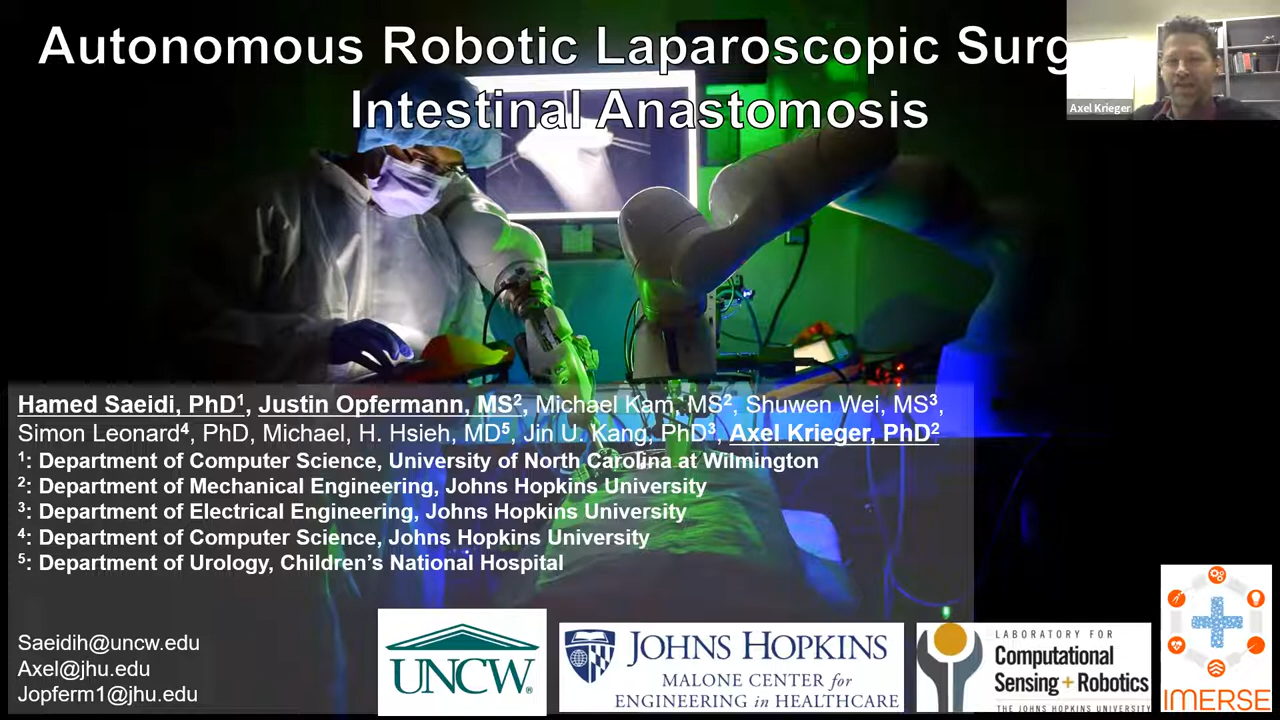 Autonomous Robotic Laparoscopic Surg
Intestinal Anastomosis
Axel Krieger
Hamed Saeidi, PhD¹, Justin Opfermann, MS², Michael Kam, MS², Shuwen Wei, MS³,
Simon Leonard⁴, PhD, Michael, H. Hsieh, MD⁵, Jin U. Kang, PhD³, Axel Krieger, PhD²
¹: Department of Computer Science, University of North Carolina at Wilmington
²: Department of Mechanical Engineering, Johns Hopkins University
³: Department of Electrical Engineering, Johns Hopkins University
⁴: Department of Computer Science, Johns Hopkins University
⁵: Department of Urology, Children's National Hospital
Saeidih@uncw.edu
Axel@jhu.edu
Jopferm1@jhu.edu
UNCW®
JOHNS HOPKINS
MALONE CENTER for
ENGINEERING in HEALTHCARE
LABORATORY FOR
Computational
Sensing + Robotics
THE JOHNS HOPKINS UNIVERSITY
IMERSE